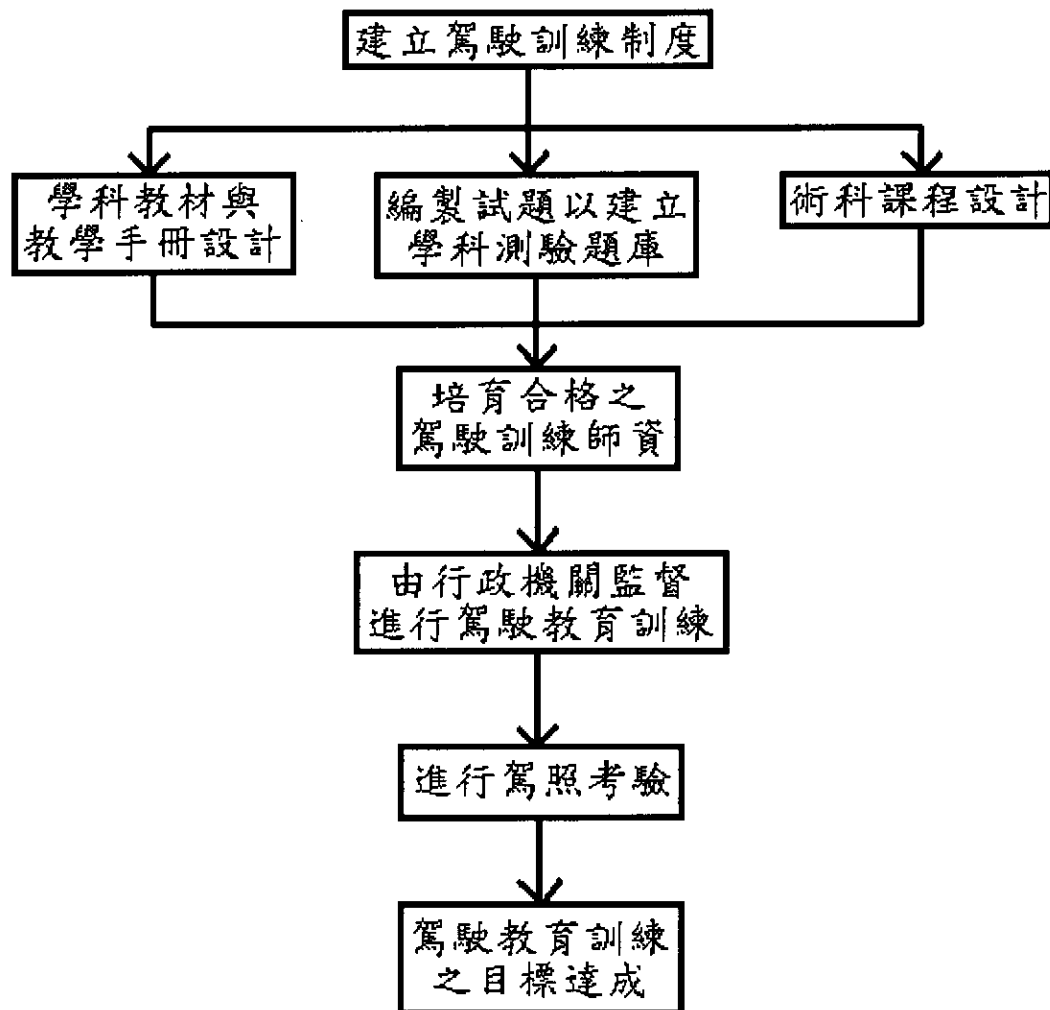 建立駕駛訓練制度
學科教材與
教學手冊設計
編製試題以建立
學科測驗題庫
術科課程設計
培育合格之
駕駛訓練師資
由行政機關監督
進行駕駛教育訓練
進行駕照考驗
駕駛教育訓練
之目標達成